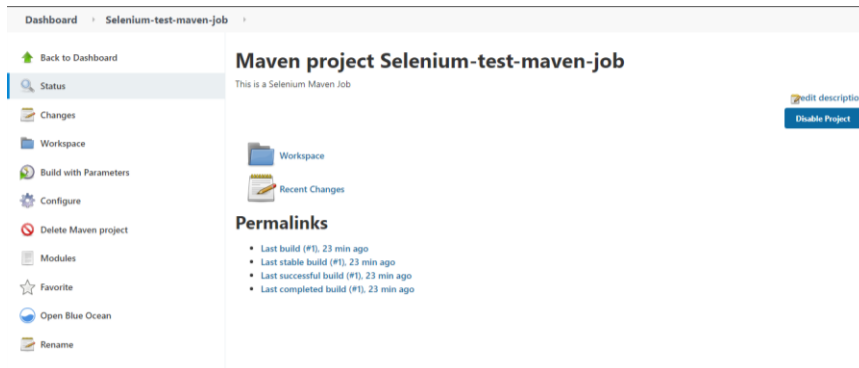 Dashboard Selenium-test-maven-job
Back to Dashboard
Status
Changes
Workspace
Build with Parameters
Configure
Delete Maven project
Modules
Favorite
Open Blue Ocean
Rename
Maven project Selenium-test-maven-job
This is a Selenium Maven Job
edit descriptio
Disable Project
Workspace
Recent Changes
Permalinks
Last build (#1), 23 min ago
Last stable build (#1), 23 min ago
Last successful build (#1), 23 min ago
Last completed build (#1), 23 min ago